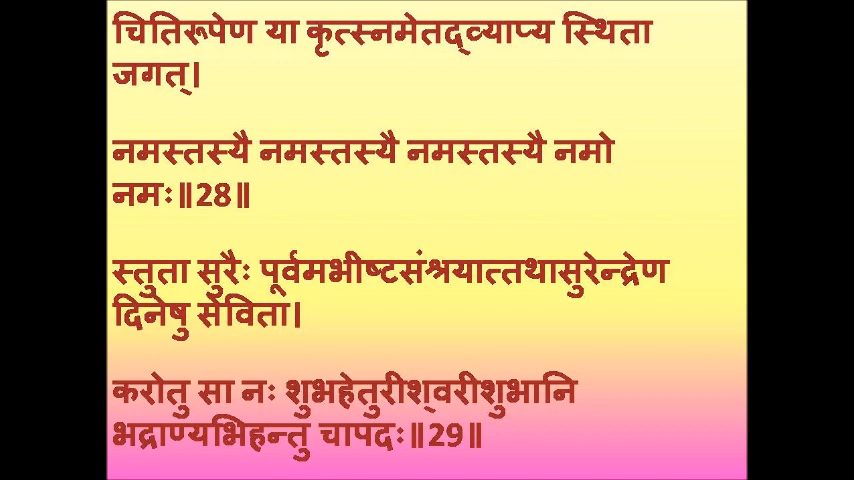 चितिरूपेण या कृत्स्नमेतद्‌व्याप्य स्थिता
जगत्।
नमस्तस्यै नमस्तस्यै नमस्तस्यै नमो
नमः॥28॥
स्तुता सुरैः पूर्वमभीष्टसंश्रयात्तथासुरेन्द्रेण
दिनेषु सेविता।
करोतु सा नः शुभहेतुरीश्‌वरीशुभानि
भद्राण्यभिहन्तु चापदः॥29॥